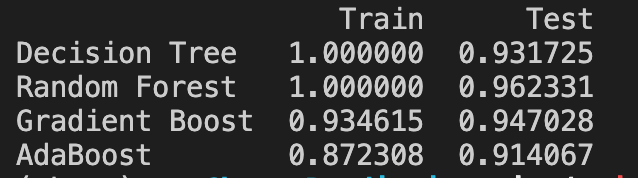 Train Test
Decision Tree 1.000000 0.931725
Random Forest 1.000000 0.962331
Gradient Boost 0.934615 0.947028
AdaBoost 0.872308 0.914067